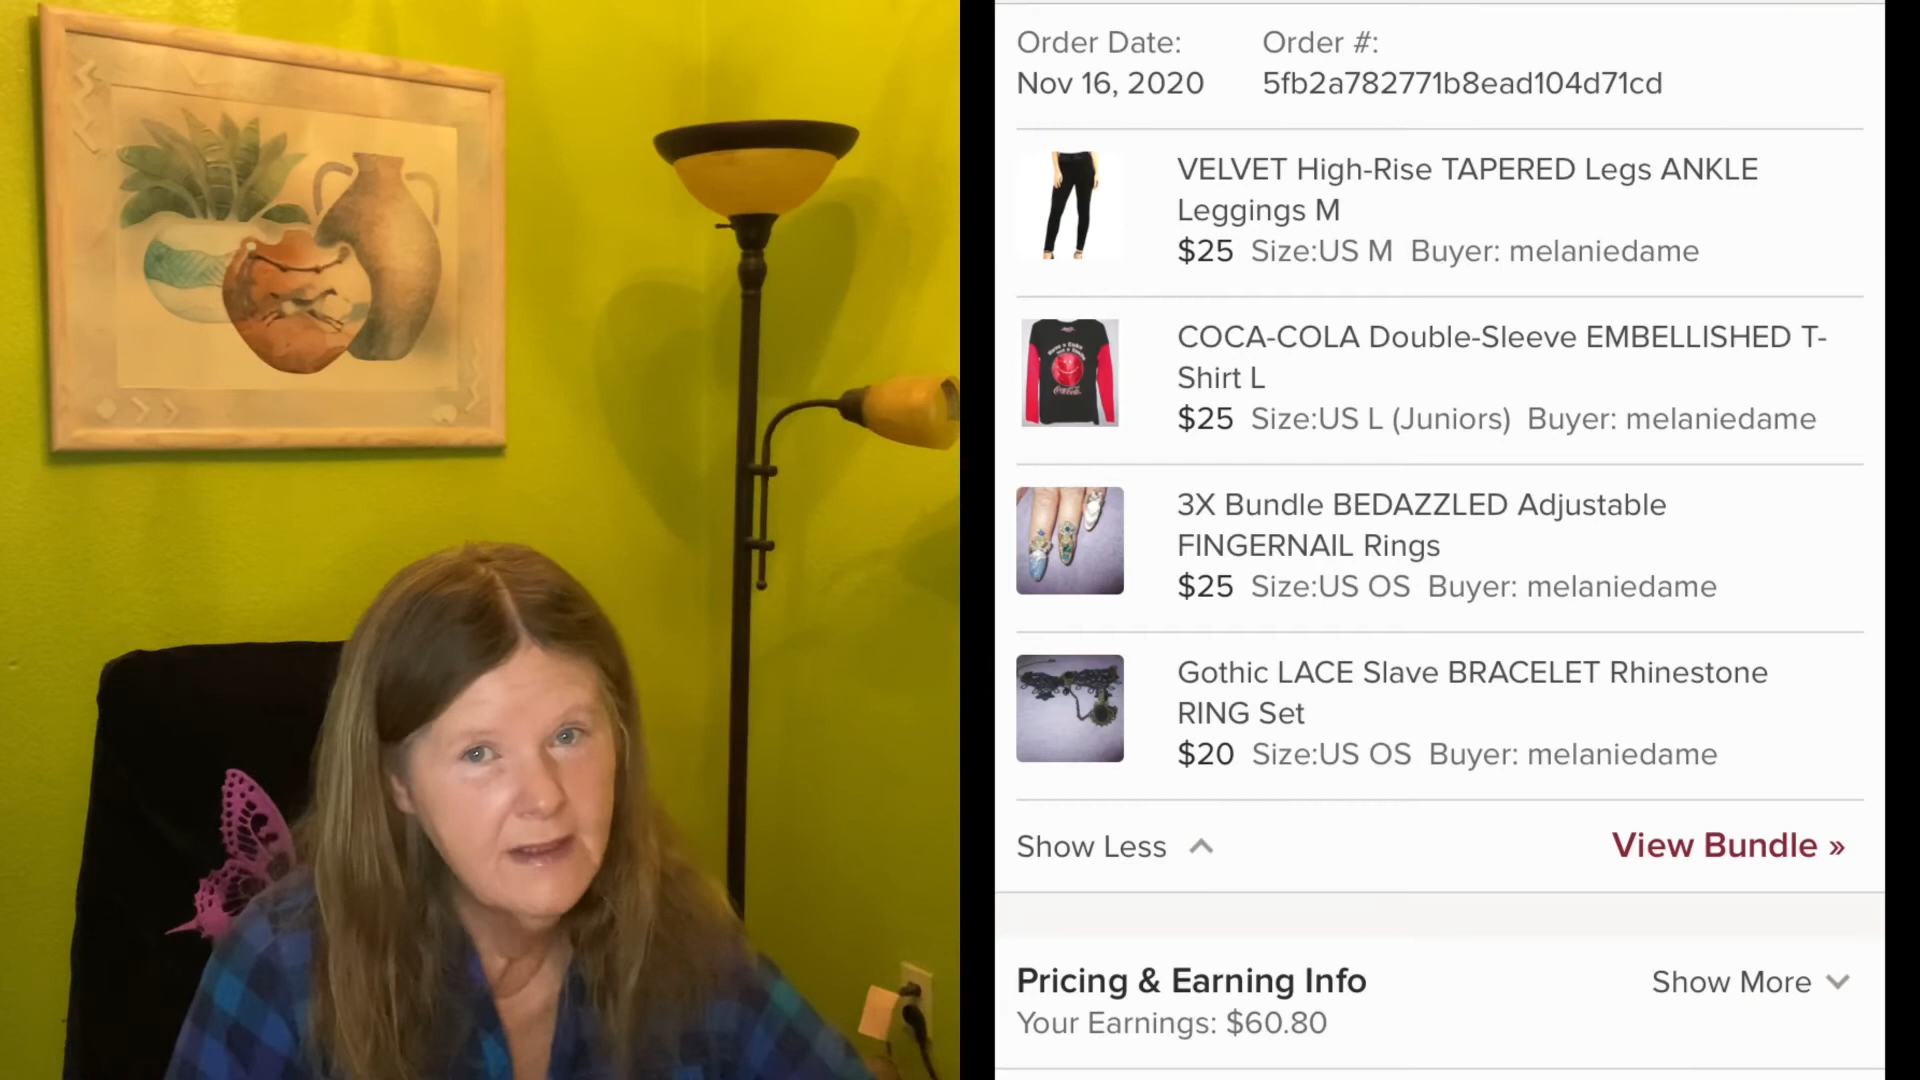 Order Date: Order #:
Nov 16, 2020 5fb2a782771b8ead104d71cd
VELVET High-Rise TAPERED Legs ANKLE
Leggings M
$25 Size:US M Buyer: melaniedame
COCA-COLA Double-Sleeve EMBELLISHED T-
Shirt L
$25 Size:US L (Juniors) Buyer: melaniedame
3X Bundle BEDAZZLED Adjustable
FINGERNAIL Rings
$25 Size:US OS Buyer: melaniedame
Gothic LACE Slave BRACELET Rhinestone
RING Set
$20 Size:US OS Buyer: melaniedame
Show Less
View Bundle »
Pricing & Earning Info Show More
Your Earnings: $60.80